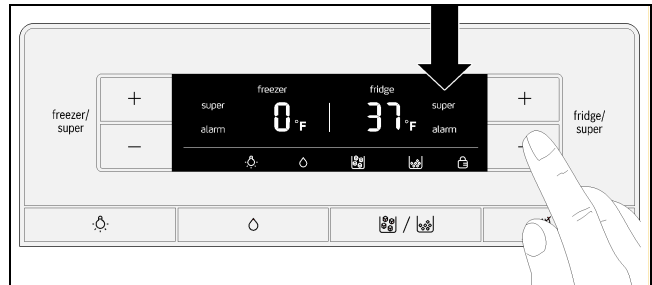 freezer fridge
super 0 °F 37 °F super
alarm alarm
freezer/
super
+
−
+
−
fridge/
super
/